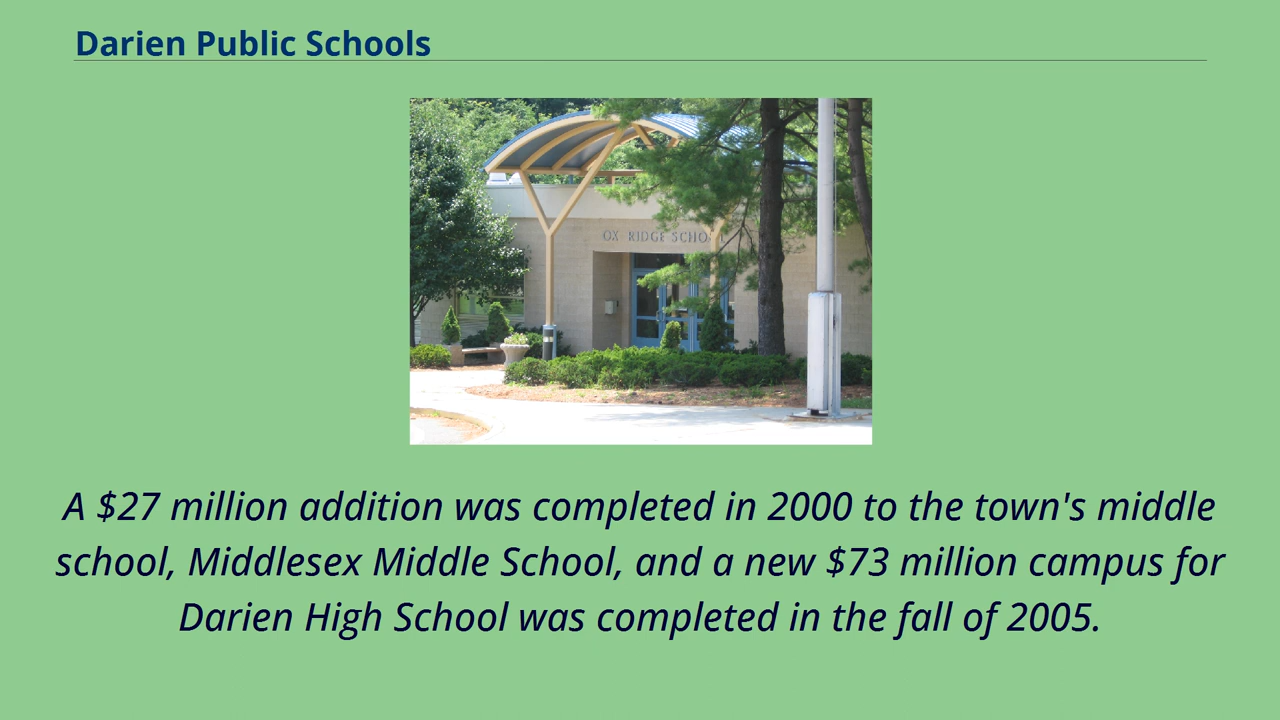 Darien Public Schools
OX RIDGE SCHOOL
A $27 million addition was completed in 2000 to the town's middle
school, Middlesex Middle School, and a new $73 million campus for
Darien High School was completed in the fall of 2005.